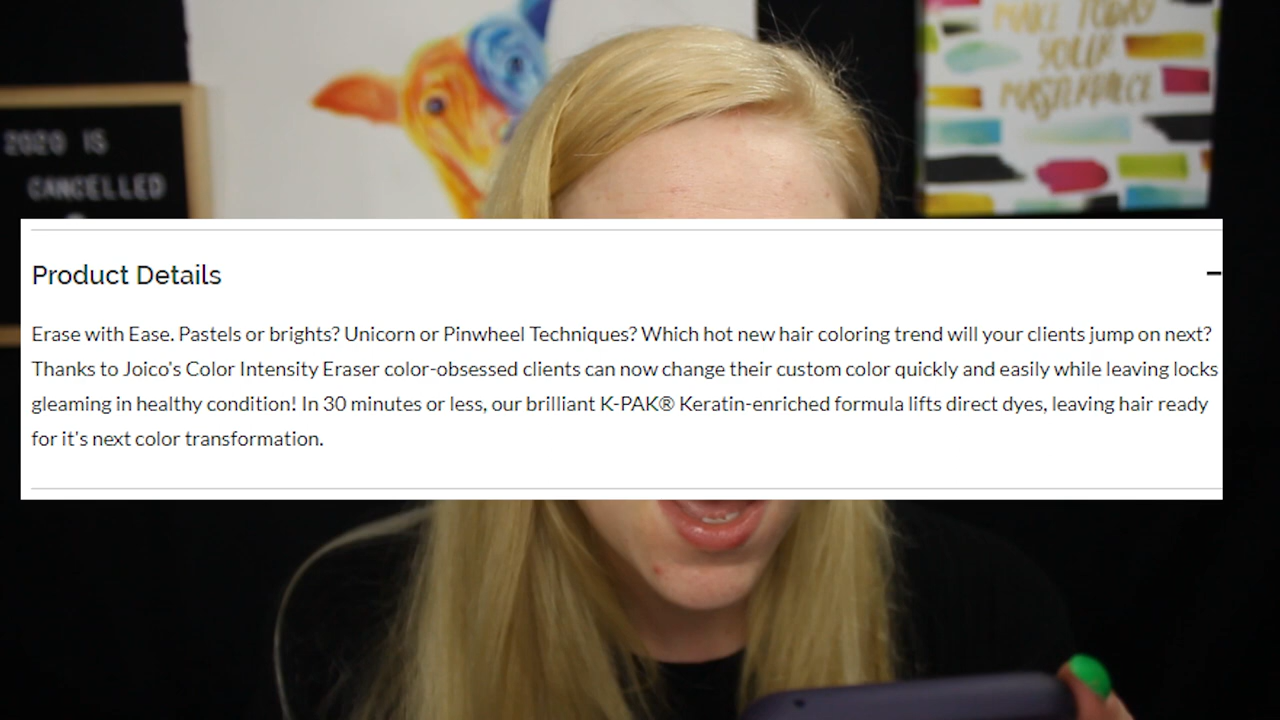 MAKE TODAY
YOUR
MASTERPIECE
2020 IS
CANCELLED
Product Details
Erase with Ease. Pastels or brights? Unicorn or Pinwheel Techniques? Which hot new hair coloring trend will your clients jump on next?
Thanks to Joico's Color Intensity Eraser color-obsessed clients can now change their custom color quickly and easily while leaving locks
gleaming in healthy condition! In 30 minutes or less, our brilliant K-PAK® Keratin-enriched formula lifts direct dyes, leaving hair ready
for it's next color transformation.